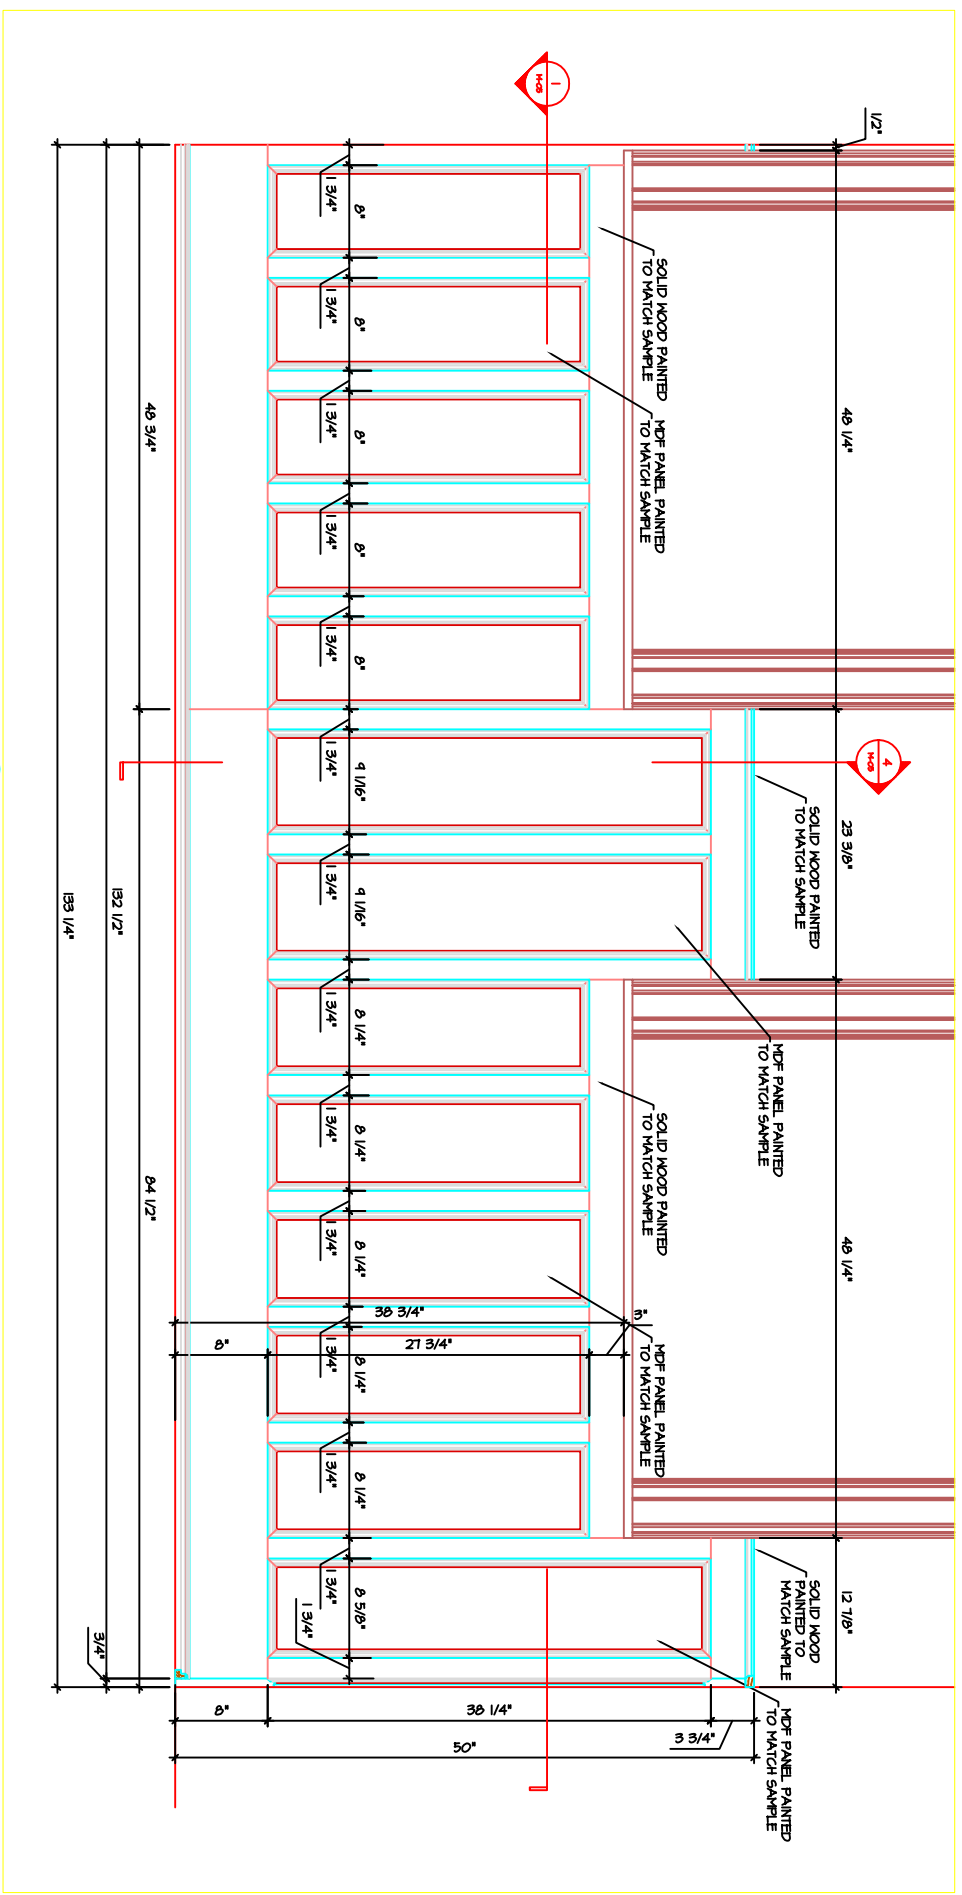 1/2"
48 1/4"
23 3/8"
48 1/4"
12 7/8"
4
M-03
SOLID WOOD PAINTED
TO MATCH SAMPLE
SOLID WOOD
PAINTED TO
MATCH SAMPLE
MDF PANEL PAINTED
TO MATCH SAMPLE
MDF PANEL PAINTED
TO MATCH SAMPLE
SOLID WOOD PAINTED
TO MATCH SAMPLE
MDF PANEL PAINTED
TO MATCH SAMPLE
SOLID WOOD PAINTED
TO MATCH SAMPLE
MDF PANEL PAINTED
TO MATCH SAMPLE
1
M-03
3"
38 3/4"
27 3/4"
8"
3 3/4"
38 1/4"
50"
8"
8"
8"
8"
8"
8"
9 1/16"
9 1/16"
8 1/4"
8 1/4"
8 1/4"
8 1/4"
8 1/4"
8 5/8"
1 3/4"
1 3/4"
1 3/4"
1 3/4"
1 3/4"
1 3/4"
1 3/4"
1 3/4"
1 3/4"
1 3/4"
1 3/4"
1 3/4"
1 3/4"
1 3/4"
48 3/4"
84 1/2"
132 1/2"
3/4"
133 1/4"